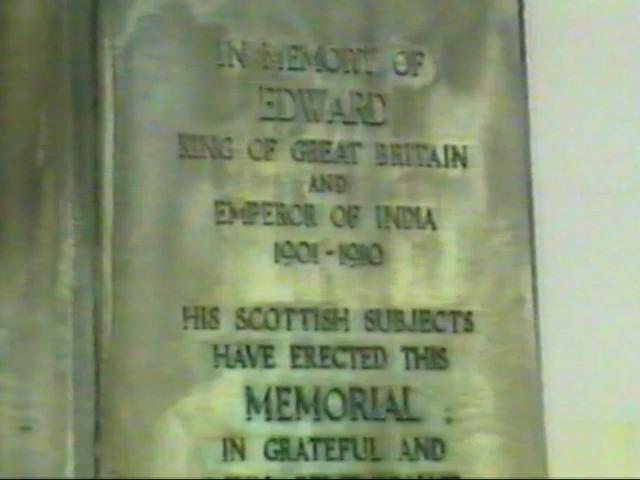 IN MEMORY OF
EDWARD
KING OF GREAT BRITAIN
AND
EMPEROR OF INDIA
1901-1910
HIS SCOTTISH SUBJECTS
HAVE ERECTED THIS
MEMORIAL :
IN GRATEFUL AND